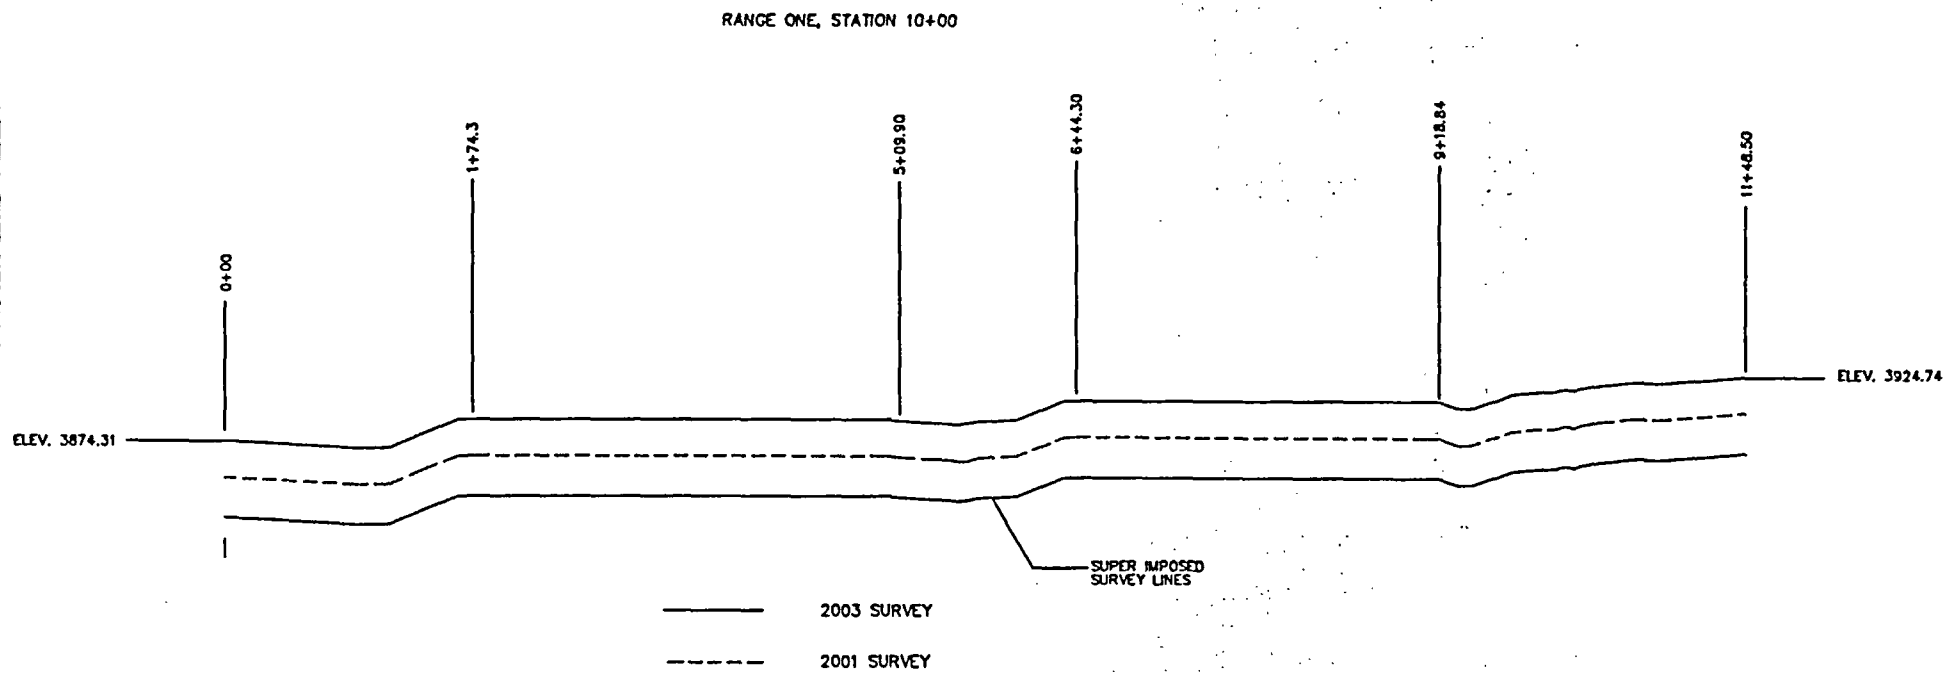 RANGE ONE, STATION 10+00
0+00
1+74.3
5+09.90
6+44.30
9+18.84
11+48.50
ELEV. 3924.74
ELEV. 3874.31
SUPER IMPOSED
SURVEY LINES
2003 SURVEY
2001 SURVEY